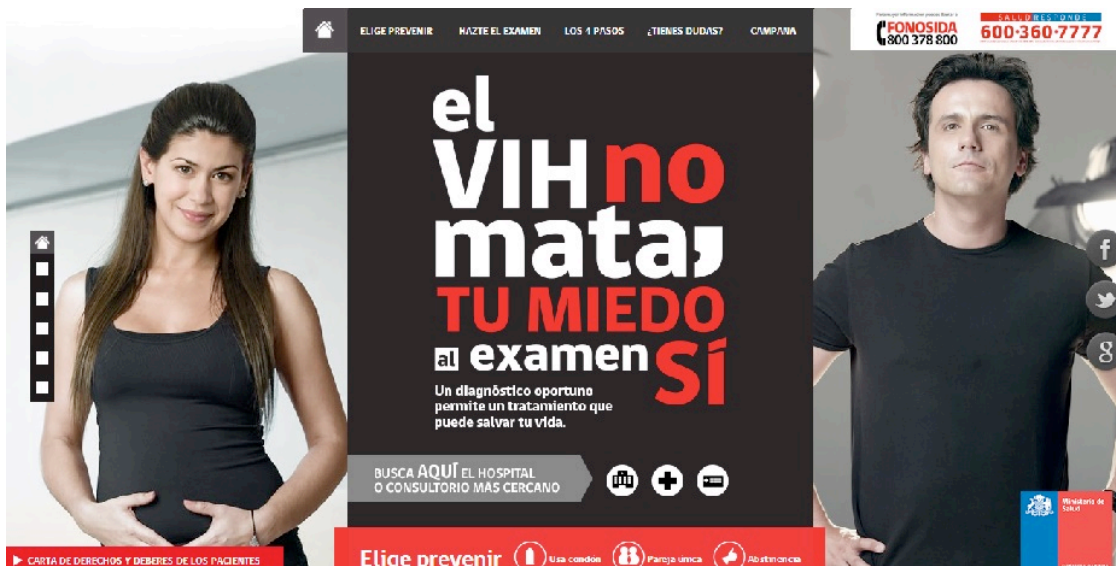 ELIGE PREVENIR HAZTE EL EXAMEN LOS 4 PASOS ¿TIENES DUDAS? CAMPAÑA
FONOSIDA
800 378 800
SALUD RESPONDE
600·360·7777
el
VIH no
mata,
TU MIEDO
al examen SÍ
Un diagnóstico oportuno
permite un tratamiento que
puede salvar tu vida.
BUSCA AQUÍ EL HOSPITAL
O CONSULTORIO MÁS CERCANO
Ministerio de
Salud
CARTA DE DERECHOS Y DEBERES DE LOS PACIENTES
Elige prevenir Usa condón Pareja única Abstinencia